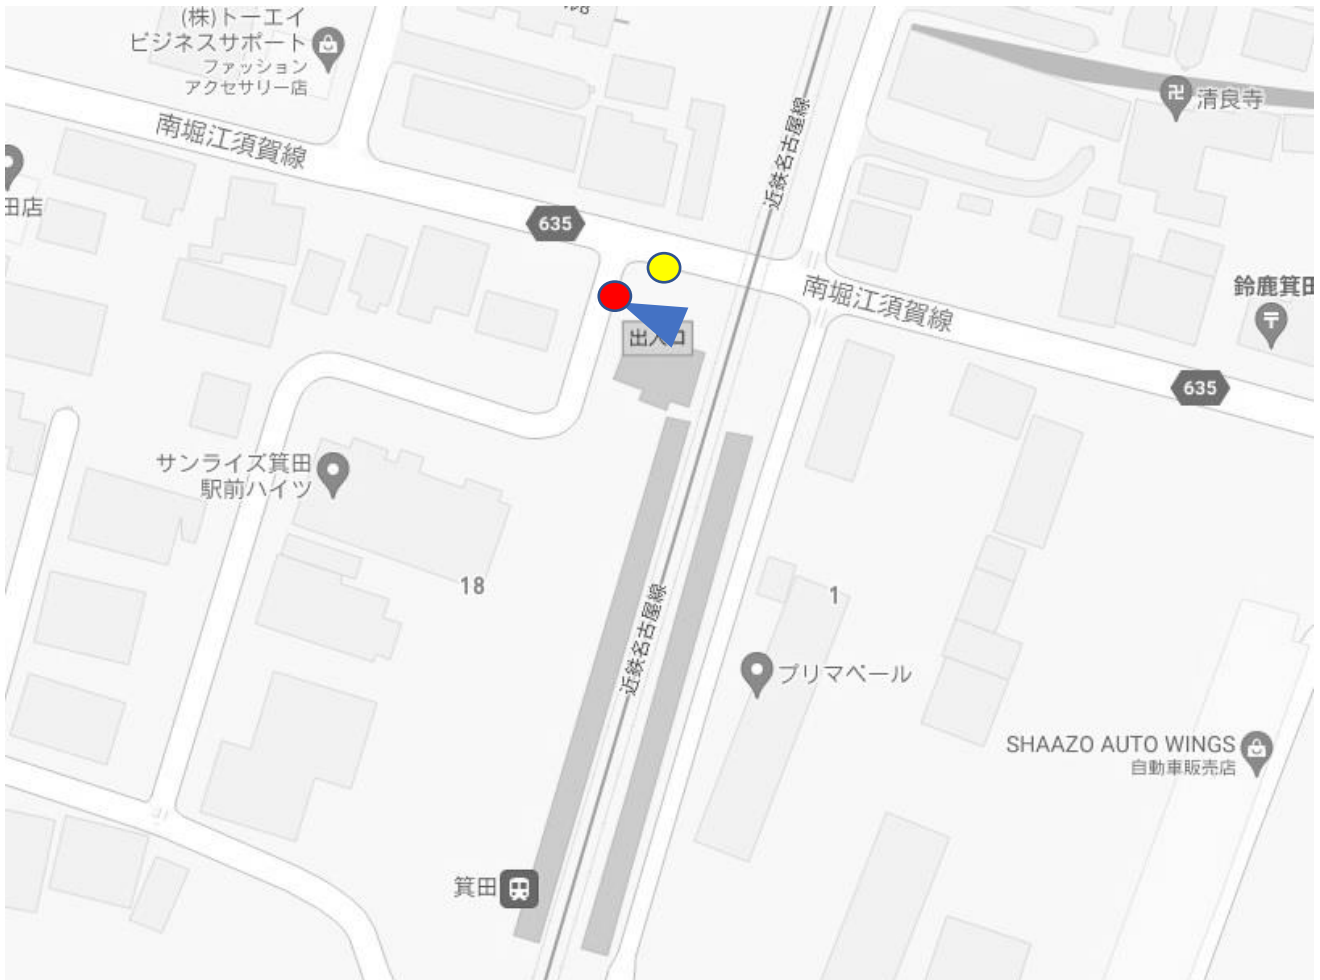 (株)トーエイ
ビジネスサポート
ファッション
アクセサリー店
南堀江須賀線
近鉄名古屋線
清良寺
田店
635
南堀江須賀線
鈴鹿箕田
出入口
635
サンライズ箕田
駅前ハイツ
18
1
近鉄名古屋線
プリマベール
SHAAZO AUTO WINGS
自動車販売店
箕田